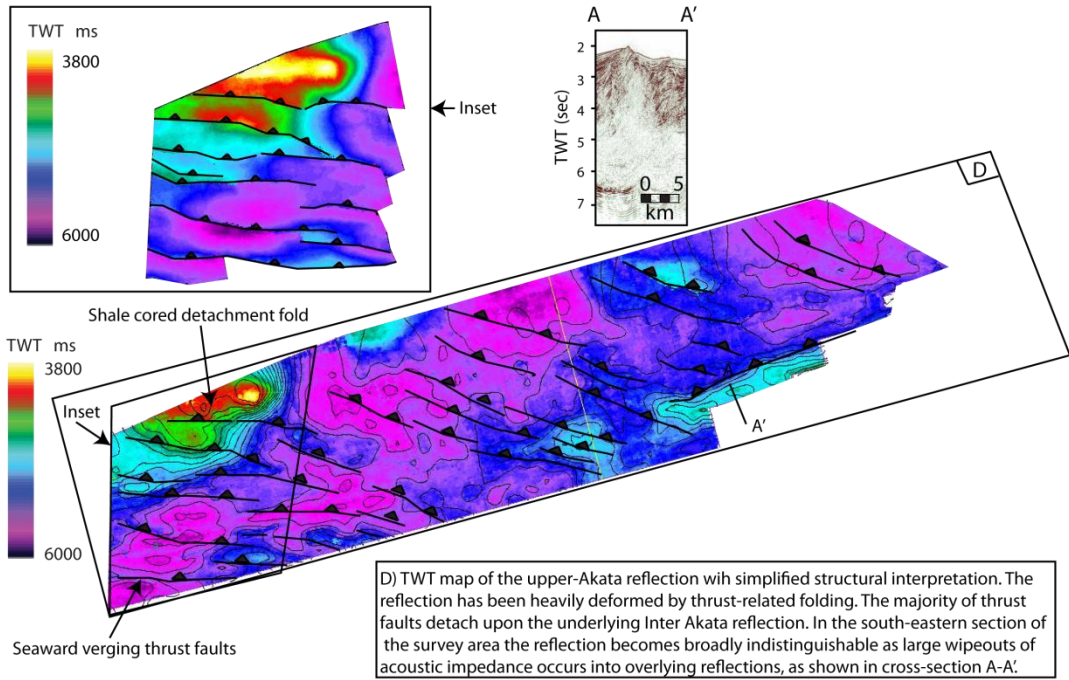 TWT ms
3800
6000
Inset
A A'
2
3
4
5
6
7
TWT (sec)
0 5
km
D
Shale cored detachment fold
TWT ms
3800
6000
Inset
A
A'
Seaward verging thrust faults
D) TWT map of the upper-Akata reflection wih simplified structural interpretation. The
reflection has been heavily deformed by thrust-related folding. The majority of thrust
faults detach upon the underlying Inter Akata reflection. In the south-eastern section of
the survey area the reflection becomes broadly indistinguishable as large wipeouts of
acoustic impedance occurs into overlying reflections, as shown in cross-section A-A'.